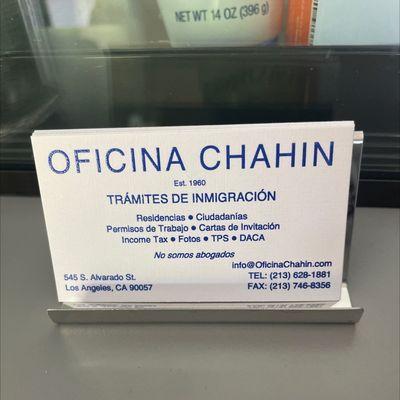 NET WT 14 OZ (396 g)
OFICINA CHAHIN
Est. 1960
TRÁMITES DE INMIGRACIÓN
Residencias ● Ciudadanías
Permisos de Trabajo ● Cartas de Invitación
Income Tax ● Fotos ● TPS ● DACA
No somos abogados
info@OficinaChahin.com
545 S. Alvarado St. TEL: (213) 628-1881
Los Angeles, CA 90057 FAX: (213) 746-8356